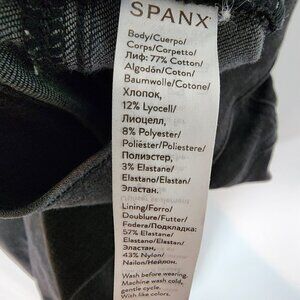 SPANX
Body/Cuerpo/
Corps/Corpetto/
Лиф: 77% Cotton/
Algodón/Coton/
Baumwolle/Cotone/
Хлопок,
12% Lyocell/
Лиоцелл,
8% Polyester/
Poliéster/Poliestere/
Полиэстер,
3% Elastane/
Elastano/Elastan/
Эластан.
Lining/Forro/
Doublure/Futter/
Fodera/Подкладка:
57% Elastane/
Elastano/Elastan/
Эластан,
43% Nylon/
Nailon/Нейлон.
Wash before wearing.
Machine wash cold,
gentle cycle.
Wish like colors.